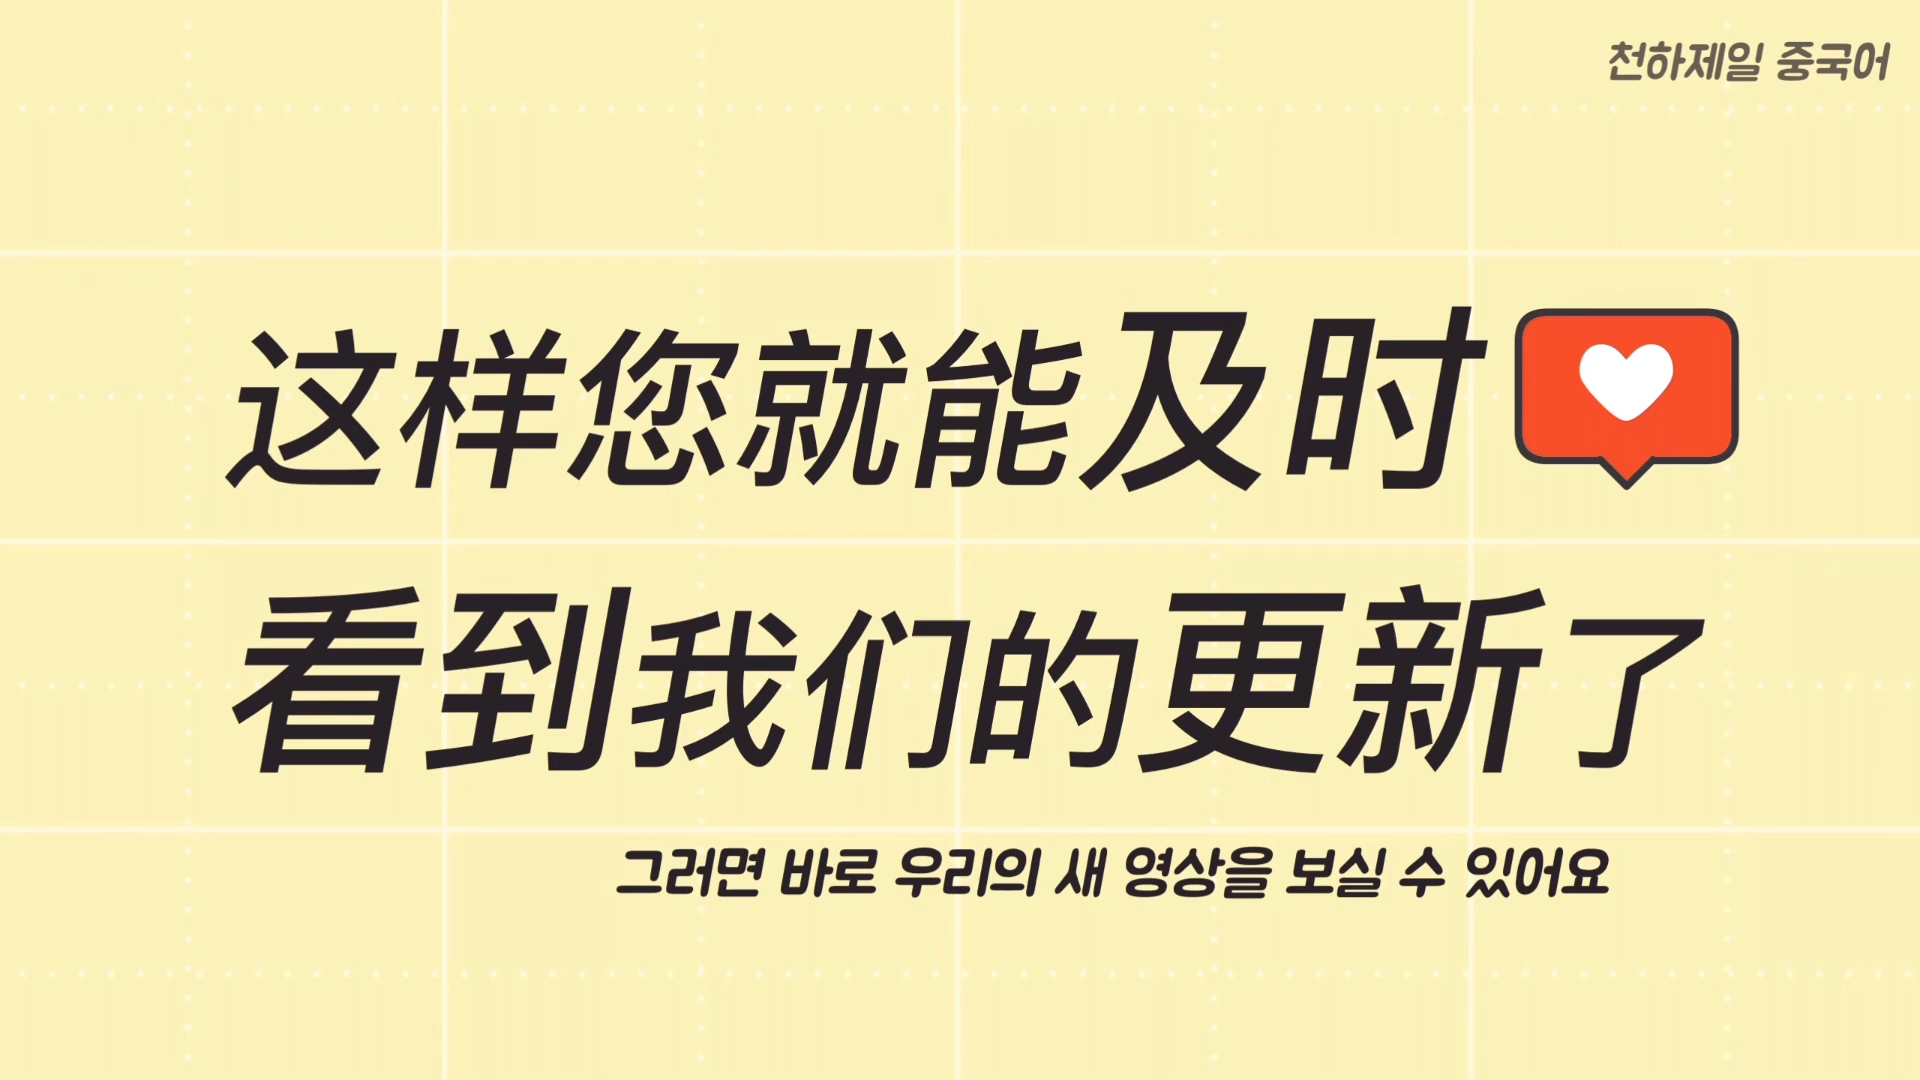 천하제일 중국어
这样您就能及时
看到我们的更新了
그러면 바로 우리의 새 영상을 보실 수 있어요